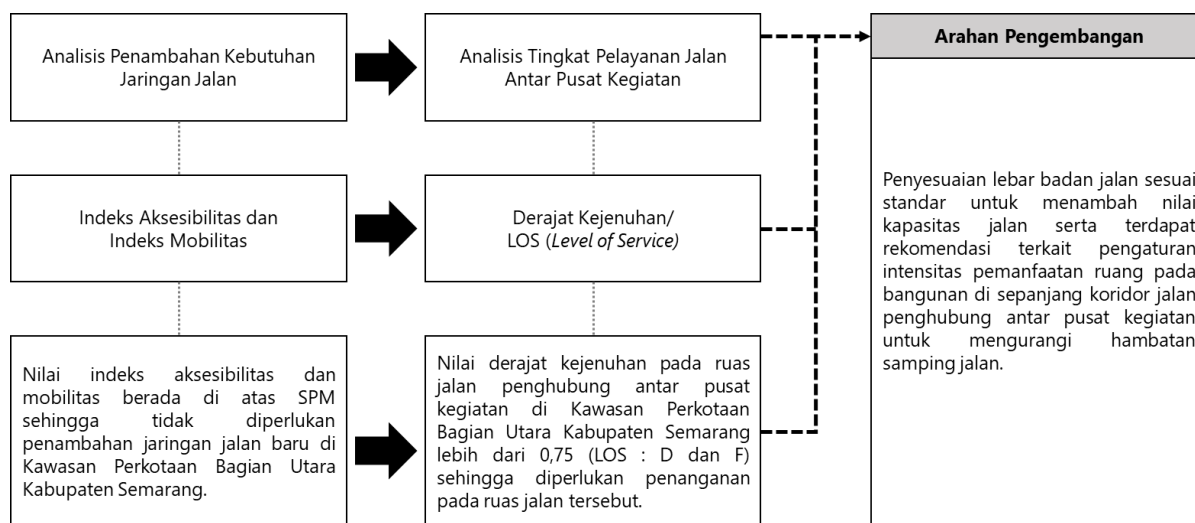 Analisis Penambahan Kebutuhan
Jaringan Jalan
Analisis Tingkat Pelayanan Jalan
Antar Pusat Kegiatan
Arahan Pengembangan
Indeks Aksesibilitas dan
Indeks Mobilitas
Derajat Kejenuhan/
LOS (Level of Service)
Penyesuaian lebar badan jalan sesuai
standar untuk menambah nilai
kapasitas jalan serta terdapat
rekomendasi terkait pengaturan
intensitas pemanfaatan ruang pada
bangunan di sepanjang koridor jalan
penghubung antar pusat kegiatan
untuk mengurangi hambatan
samping jalan.
Nilai indeks aksesibilitas dan
mobilitas berada di atas SPM
sehingga tidak diperlukan
penambahan jaringan jalan baru di
Kawasan Perkotaan Bagian Utara
Kabupaten Semarang.
Nilai derajat kejenuhan pada ruas
jalan penghubung antar pusat
kegiatan di Kawasan Perkotaan
Bagian Utara Kabupaten Semarang
lebih dari 0,75 (LOS : D dan F)
sehingga diperlukan penanganan
pada ruas jalan tersebut.